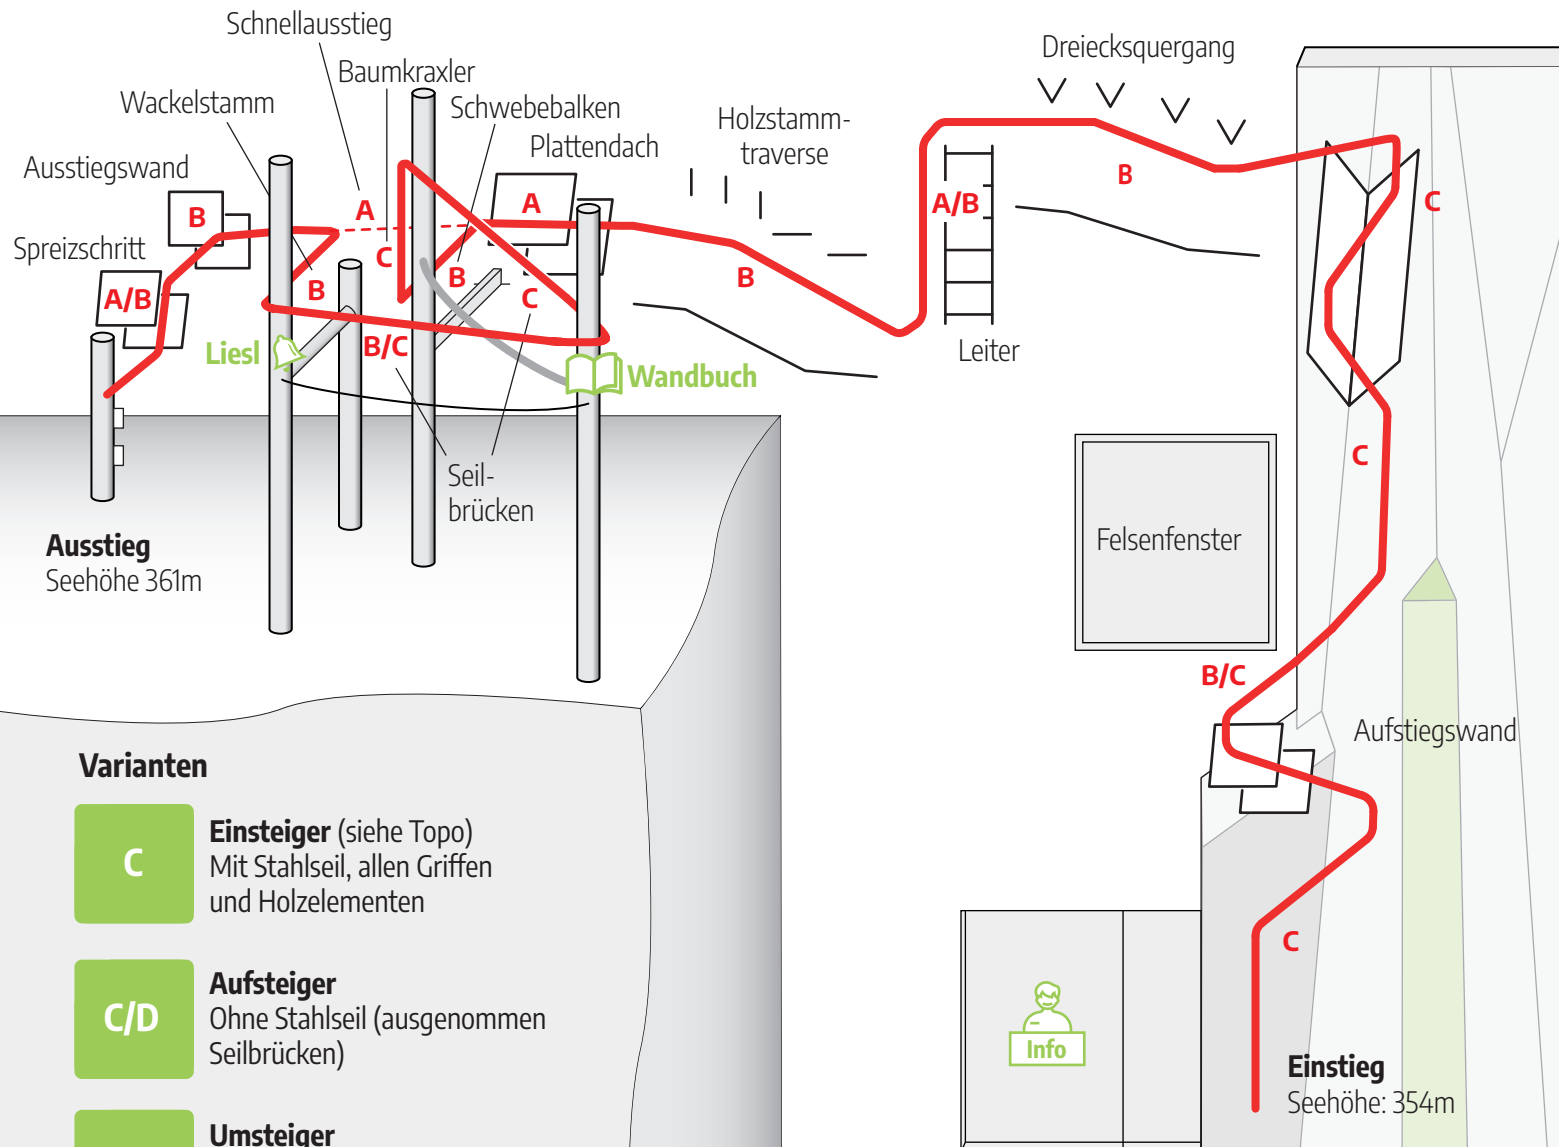 Schnellausstieg
Baumkraxler
Wackelstamm
Schwebebalken
Plattendach
Holzstamm-
traverse
Dreiecksquergang
Ausstiegswand
Spreizschritt
B
A
A
A/B
C
B
C
B
B
A/B
B
C
B/C
Liesl
Wandbuch
Leiter
Seil-
brücken
C
Felsenfenster
Ausstieg
Seehöhe 361m
B/C
Aufstiegswand
C
Info
Einstieg
Seehöhe: 354m
Varianten
C
Einsteiger (siehe Topo)
Mit Stahlseil, allen Griffen
und Holzelementen
C/D
Aufsteiger
Ohne Stahlseil (ausgenommen
Seilbrücken)
Umsteiger